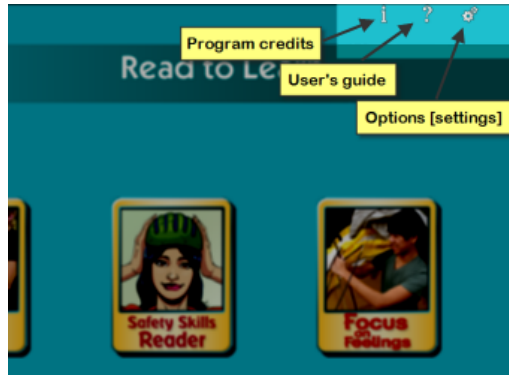 i ?
Program credits
Read to Le
User's guide
Options [settings]
Safety Skills
Reader
Focus
on
Feelings